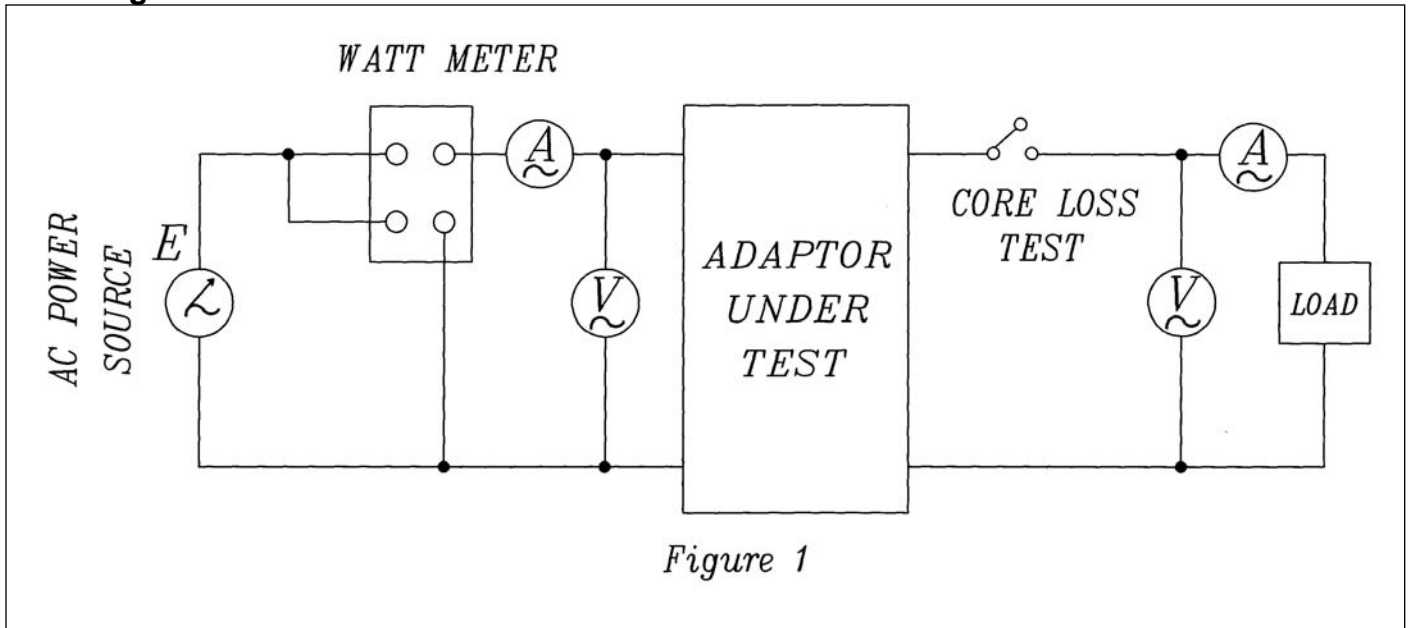 WATT METER
AC POWER
SOURCE
E
A
V
ADAPTOR
UNDER
TEST
CORE LOSS
TEST
A
V
LOAD
Figure 1